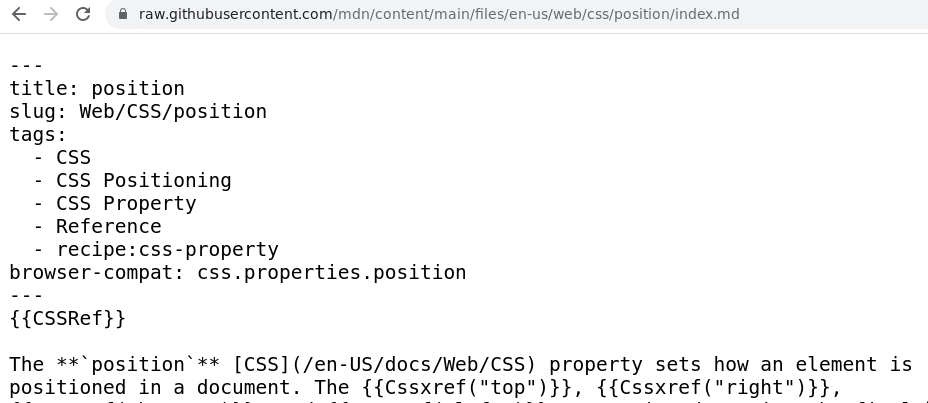 raw.githubusercontent.com/mdn/content/main/files/en-us/web/css/position/index.md
---
title: position
slug: Web/CSS/position
tags:
  - CSS
  - CSS Positioning
  - CSS Property
  - Reference
  - recipe:css-property
browser-compat: css.properties.position
---
{{CSSRef}}

The **`position`** [CSS](/en-US/docs/Web/CSS) property sets how an element is
positioned in a document. The {{Cssxref("top")}}, {{Cssxref("right")}},